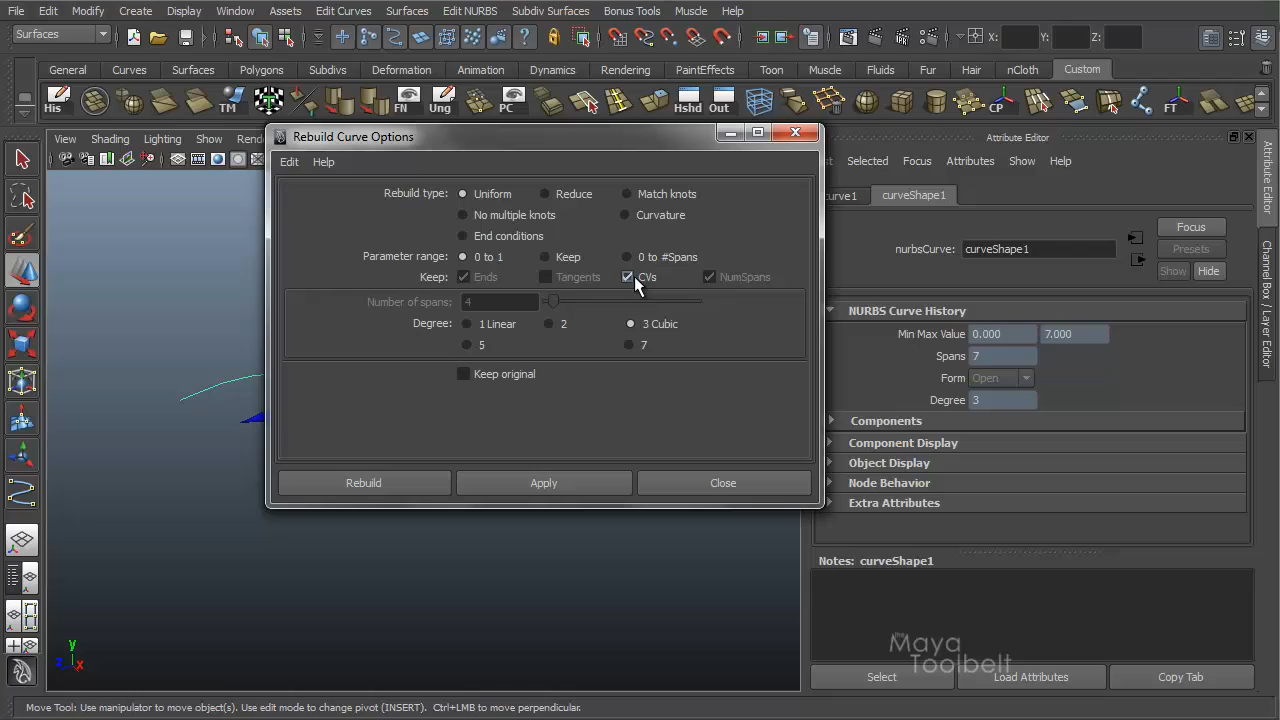 File Edit Modify Create Display Window Assets Edit Curves Surfaces Edit NURBS Subdiv Surfaces Bonus Tools Muscle Help
Surfaces X: Y: Z:
General Curves Surfaces Polygons Subdivs Deformation Animation Dynamics Rendering PaintEffects Toon Muscle Fluids Fur Hair nCloth Custom
His TM FN Ung PC Hshd Out CP FT
View Shading Lighting Show Rend
Rebuild Curve Options
Edit Help
Rebuild type: Uniform Reduce Match knots
No multiple knots Curvature
End conditions
Parameter range: 0 to 1 Keep 0 to #Spans
Keep: Ends Tangents CVs NumSpans
Number of spans: 4
Degree: 1 Linear 2 3 Cubic
5 7
Keep original
Rebuild Apply Close
Attribute Editor
Selected Focus Attributes Show Help
urve1 curveShape1
Focus
nurbsCurve: curveShape1 Presets
Show Hide
NURBS Curve History
Min Max Value 0.000 7.000
Spans 7
Form Open
Degree 3
Components
Component Display
Object Display
Node Behavior
Extra Attributes
Notes: curveShape1
the Maya
Toolbelt
Select Load Attributes Copy Tab
Attribute Editor
Channel Box / Layer Editor
y
z x
Move Tool: Use manipulator to move object(s). Use edit mode to change pivot (INSERT). Ctrl+LMB to move perpendicular.